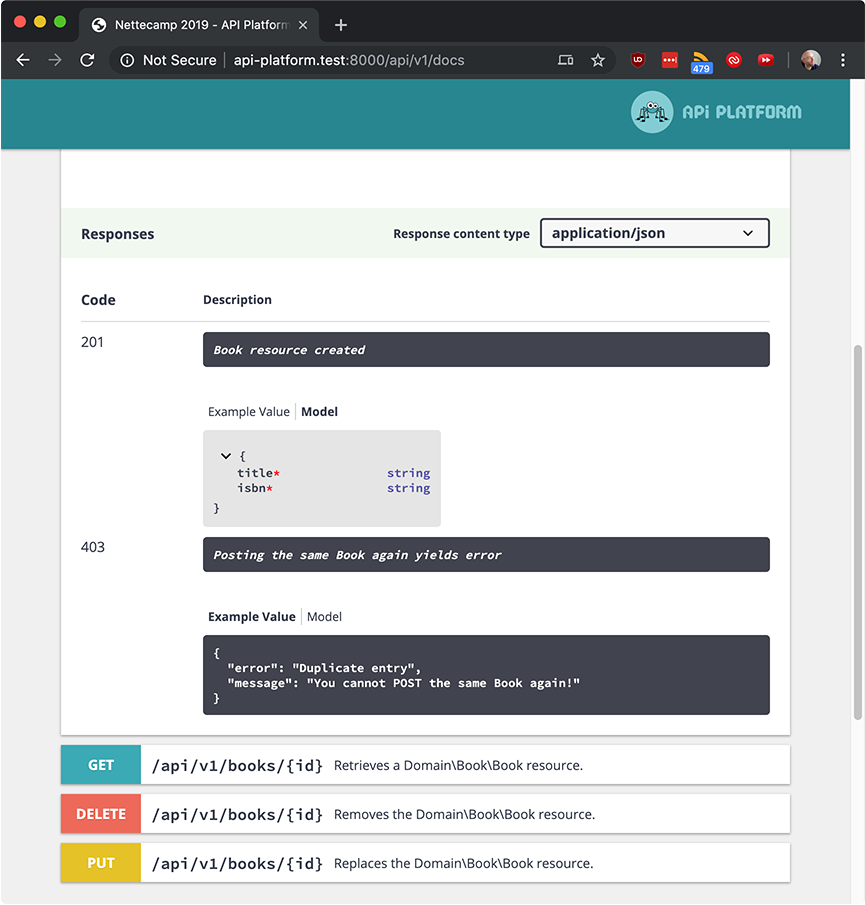 Nettecamp 2019 - API Platform
Not Secure | api-platform.test:8000/api/v1/docs
UD
479
API PLATFORM
Responses
Response content type
application/json
Code
Description
201
Book resource created
Example Value | Model
{
title* string
isbn* string
}
403
Posting the same Book again yields error
Example Value | Model
{
"error": "Duplicate entry",
"message": "You cannot POST the same Book again!"
}
GET /api/v1/books/{id} Retrieves a Domain\Book\Book resource.
DELETE /api/v1/books/{id} Removes the Domain\Book\Book resource.
PUT /api/v1/books/{id} Replaces the Domain\Book\Book resource.